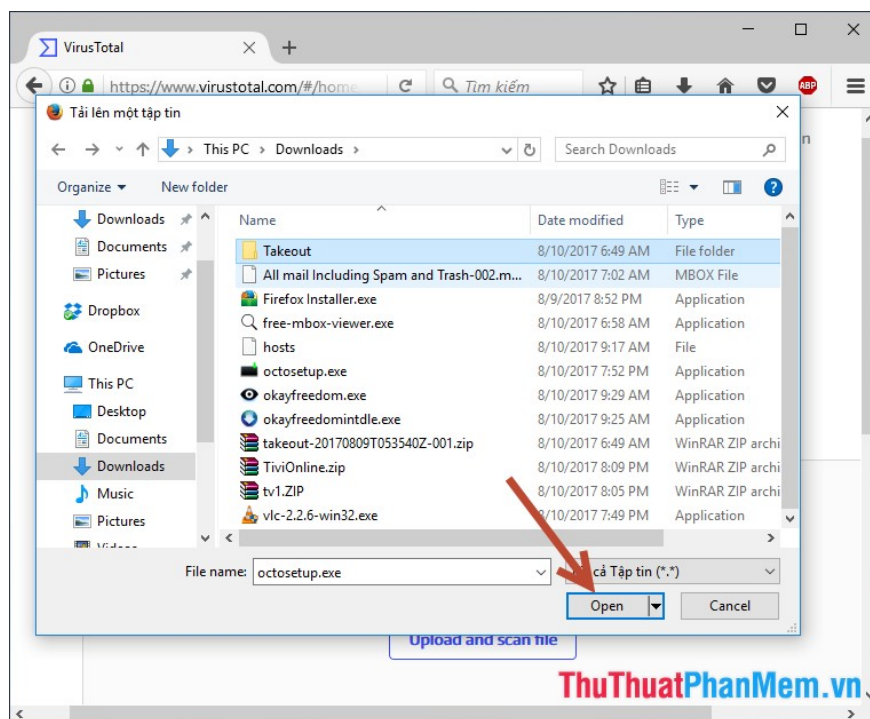 VirusTotal
https://www.virustotal.com/#/home
Tìm kiếm
ABP
Tải lên một tập tin
This PC > Downloads >
Search Downloads
Organize
New folder
Name
Date modified
Type
Downloads
Documents
Pictures
Dropbox
OneDrive
This PC
Desktop
Documents
Downloads
Music
Pictures
Videos
Takeout 8/10/2017 6:49 AM File folder
All mail Including Spam and Trash-002.m... 8/10/2017 7:02 AM MBOX File
Firefox Installer.exe 8/9/2017 8:52 PM Application
free-mbox-viewer.exe 8/10/2017 6:58 AM Application
hosts 8/10/2017 9:17 AM File
octosetup.exe 8/10/2017 7:52 PM Application
okayfreedom.exe 8/10/2017 9:29 AM Application
okayfreedomintdle.exe 8/10/2017 9:25 AM Application
takeout-20170809T053540Z-001.zip 8/10/2017 6:49 AM WinRAR ZIP archi
TiviOnline.zip 8/10/2017 8:09 PM WinRAR ZIP archi
tv1.ZIP 8/10/2017 8:05 PM WinRAR ZIP archi
vlc-2.2.6-win32.exe 8/10/2017 7:49 PM Application
File name: octosetup.exe
cả Tập tin (*.*)
Open
Cancel
Upload and scan file
ThuThuatPhanMem.vn